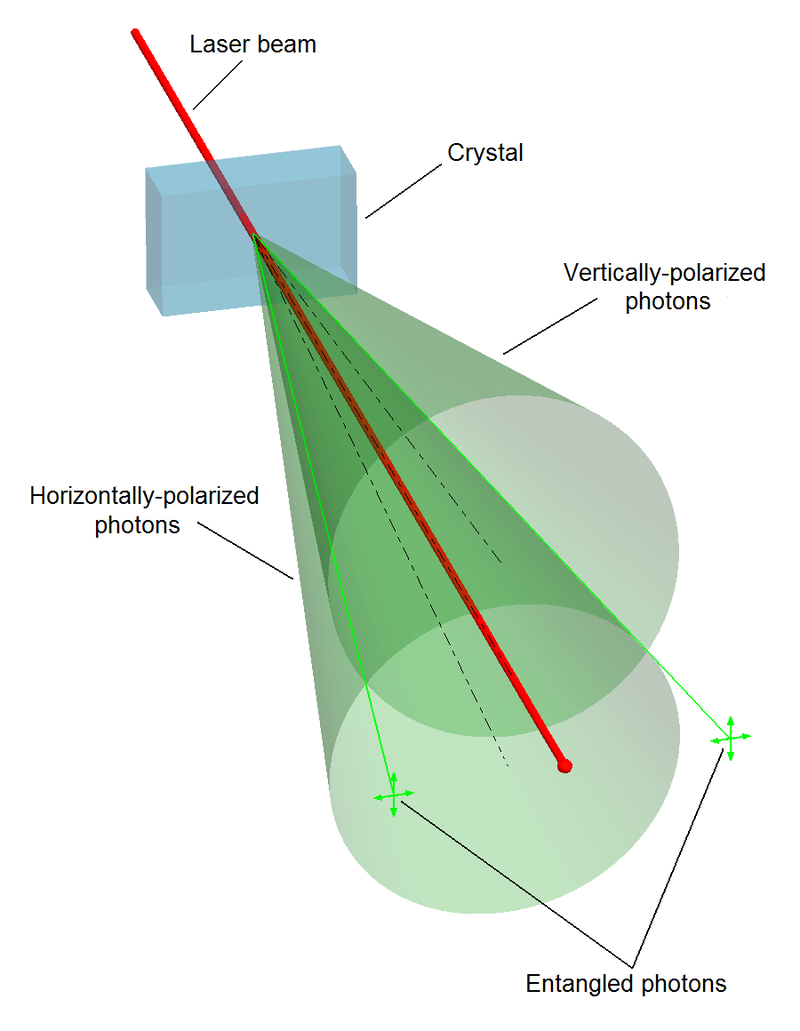 Laser beam
Crystal
Vertically-polarized
photons
Horizontally-polarized
photons
Entangled photons